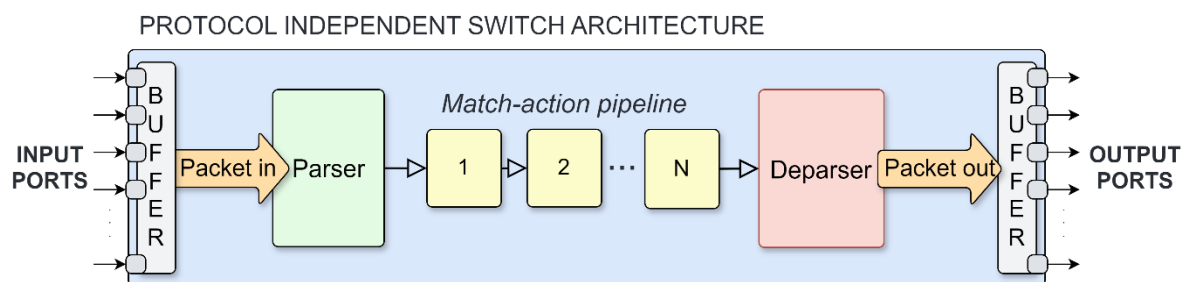 PROTOCOL INDEPENDENT SWITCH ARCHITECTURE
INPUT
PORTS
B
U
F
F
E
R
Packet in
Parser
Match-action pipeline
1
2
...
N
Deparser
Packet out
B
U
F
F
E
R
OUTPUT
PORTS